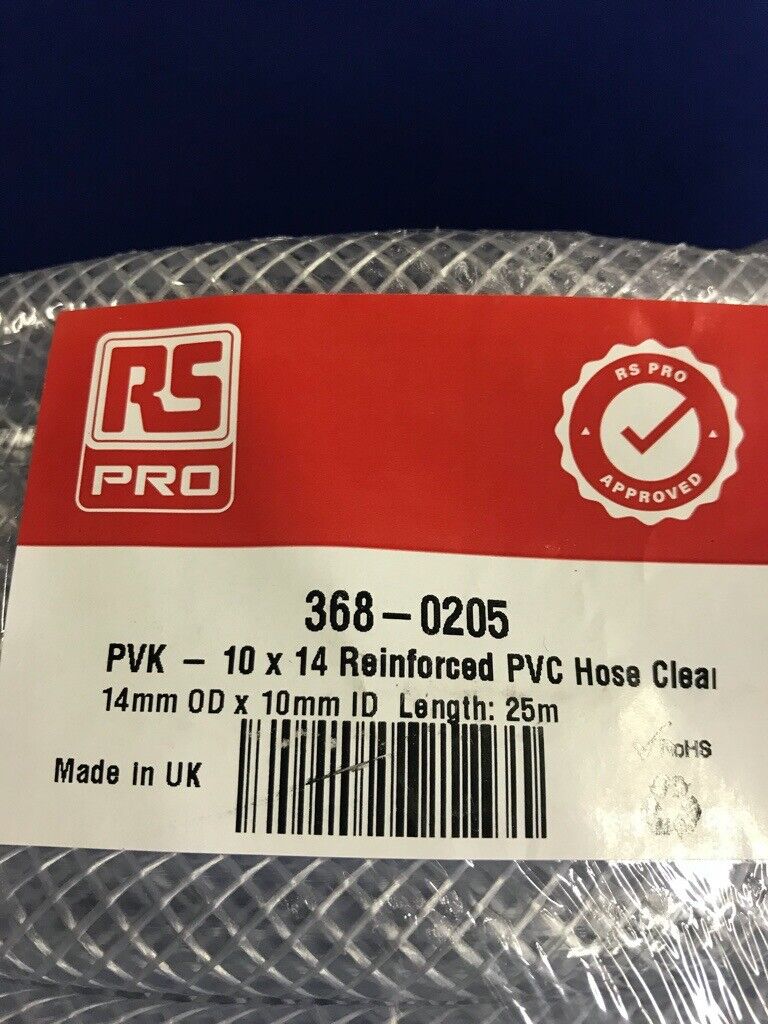 RS
PRO
RS PRO
APPROVED
368-0205
PVK - 10 x 14 Reinforced PVC Hose Clear
14mm OD x 10mm ID Length: 25m
Made in UK
RoHS